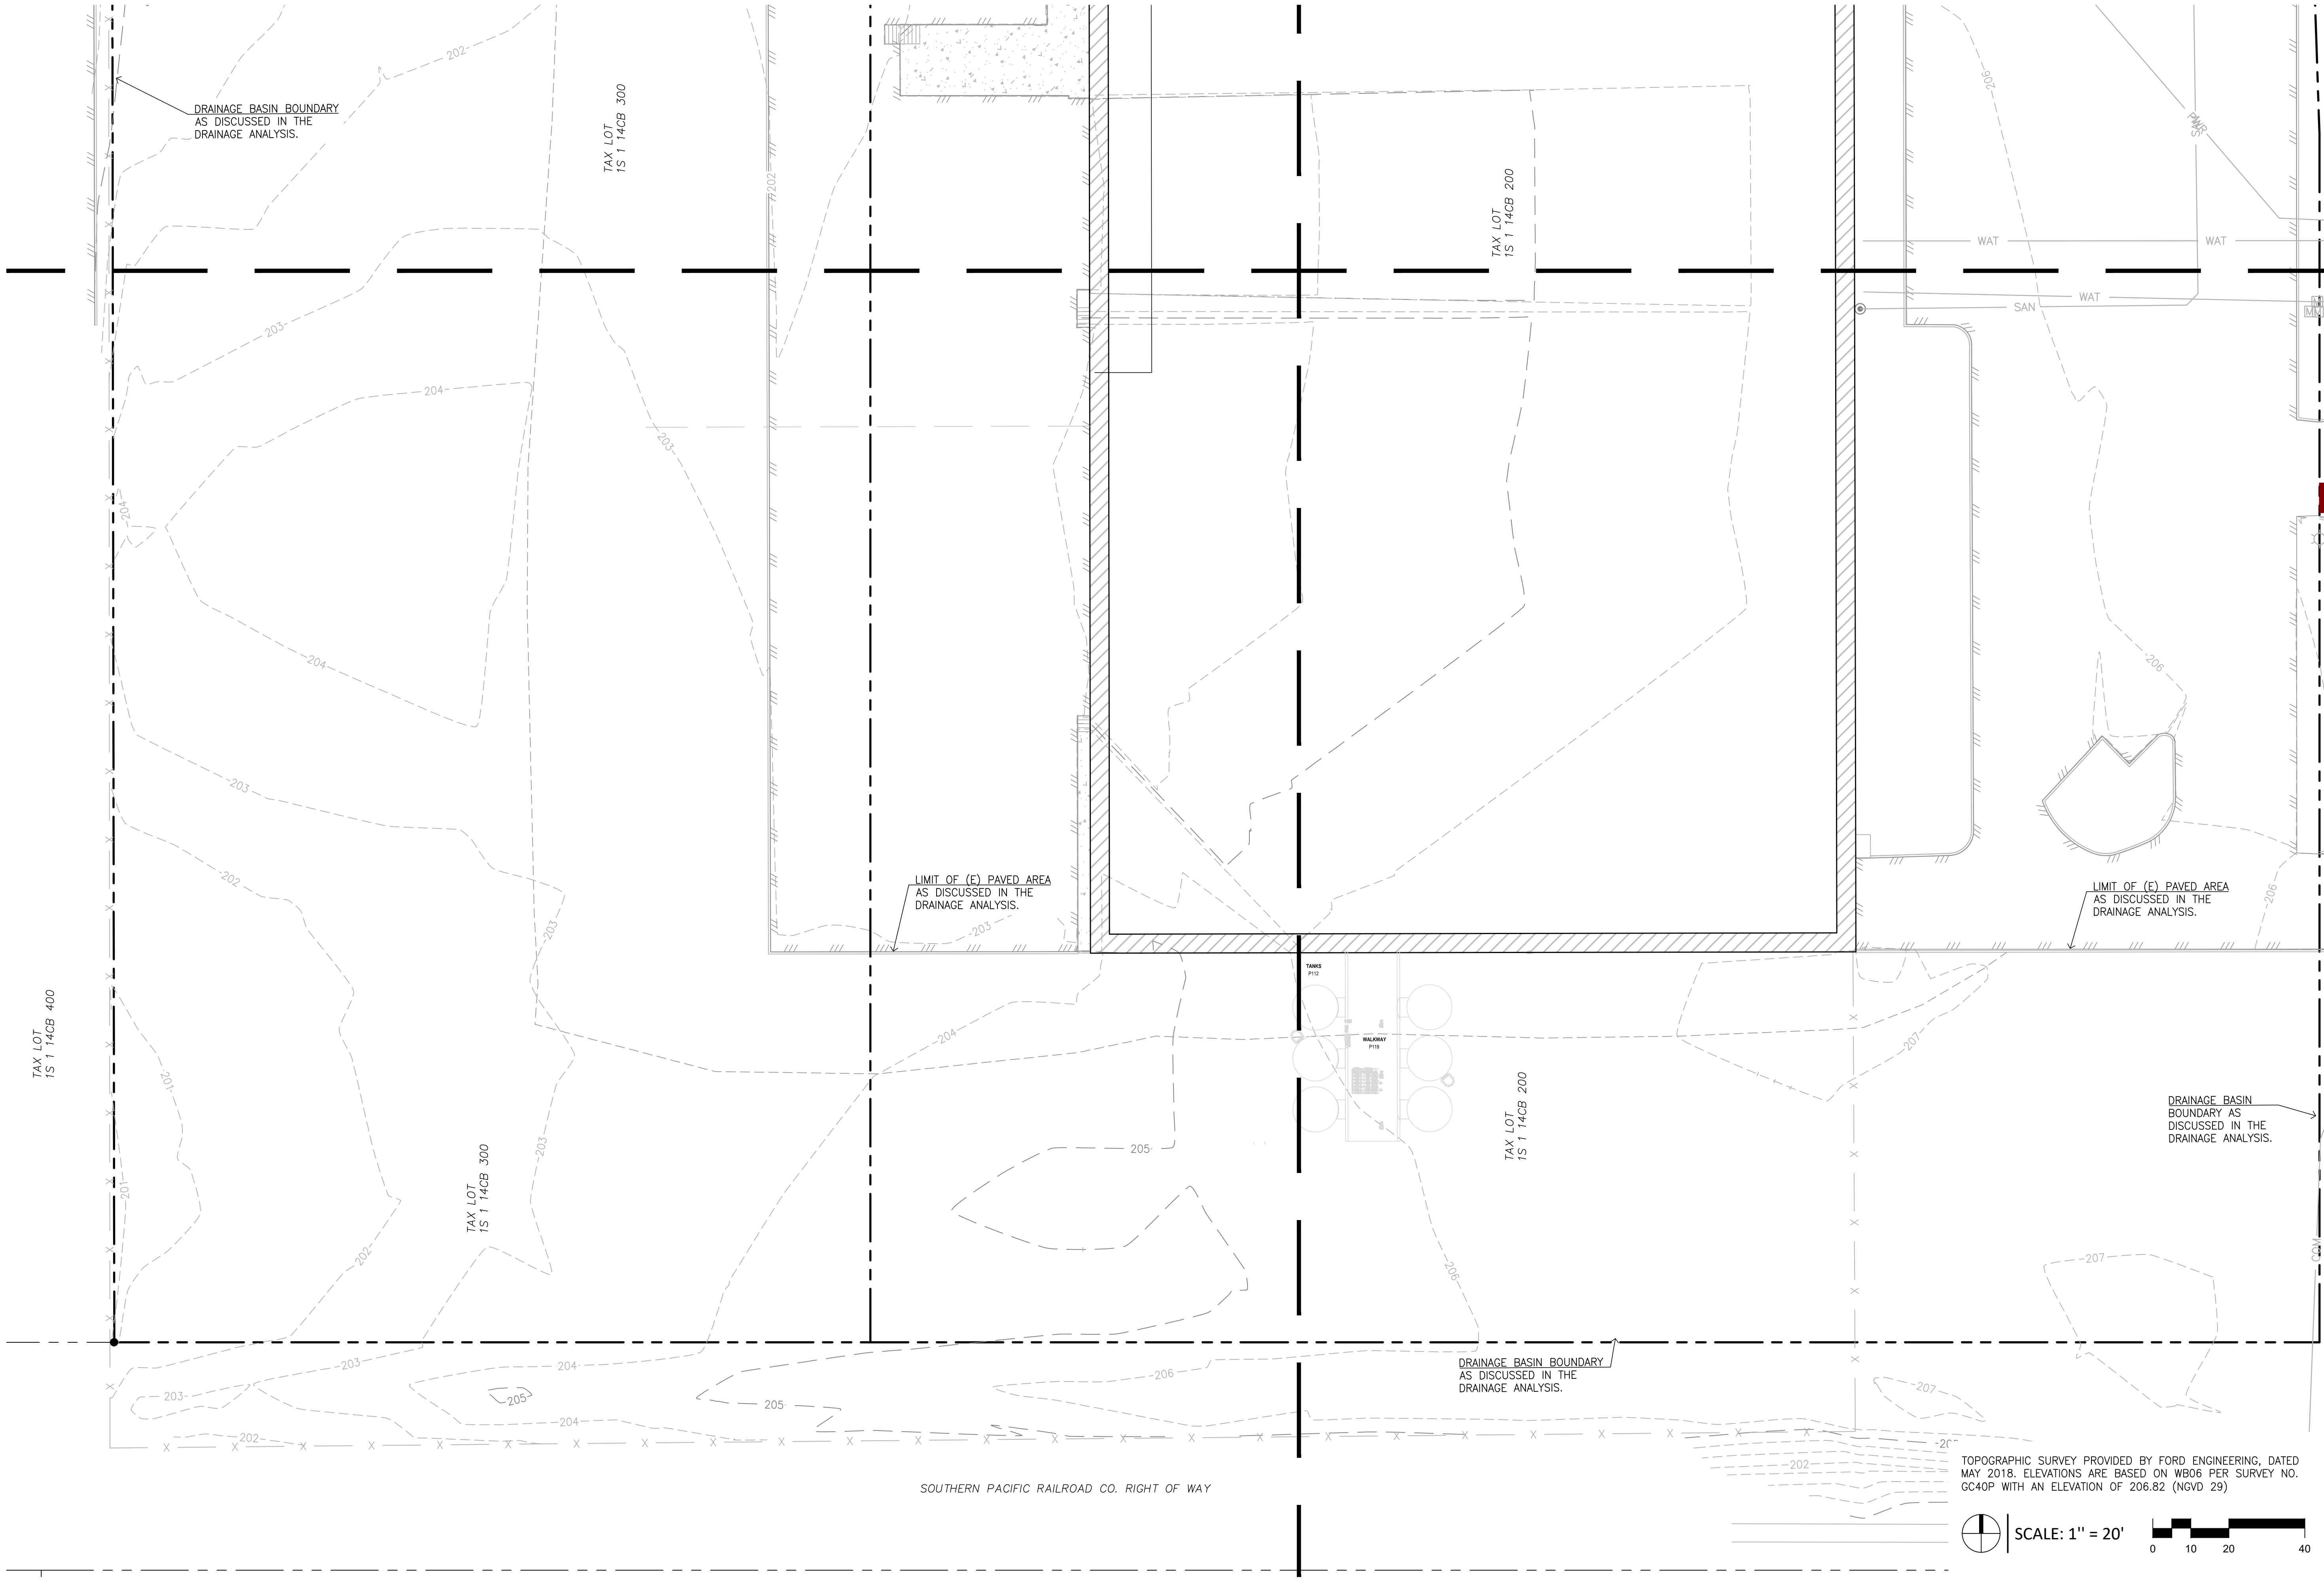 202
206
DRAINAGE BASIN BOUNDARY
AS DISCUSSED IN THE
DRAINAGE ANALYSIS.
TAX LOT
1S 1 14CB 300
202
TAX LOT
1S 1 14CB 200
PWR
SAN
WAT
WAT
WAT
SAN
203
204
203
204
204
206
203
202
LIMIT OF (E) PAVED AREA
AS DISCUSSED IN THE
DRAINAGE ANALYSIS.
LIMIT OF (E) PAVED AREA
AS DISCUSSED IN THE
DRAINAGE ANALYSIS.
206
203
203
TANKS
P112
WALKWAY
P119
204
207
TAX LOT
1S 1 14CB 400
201
201
203
202
TAX LOT
1S 1 14CB 300
205
TAX LOT
1S 1 14CB 200
DRAINAGE BASIN
BOUNDARY AS
DISCUSSED IN THE
DRAINAGE ANALYSIS.
COM
206
207
203
204
203
205
204
202
205
206
DRAINAGE BASIN BOUNDARY
AS DISCUSSED IN THE
DRAINAGE ANALYSIS.
207
202
SOUTHERN PACIFIC RAILROAD CO. RIGHT OF WAY
TOPOGRAPHIC SURVEY PROVIDED BY FORD ENGINEERING, DATED
MAY 2018. ELEVATIONS ARE BASED ON WB06 PER SURVEY NO.
GC40P WITH AN ELEVATION OF 206.82 (NGVD 29)
SCALE: 1" = 20'
0 10 20 40